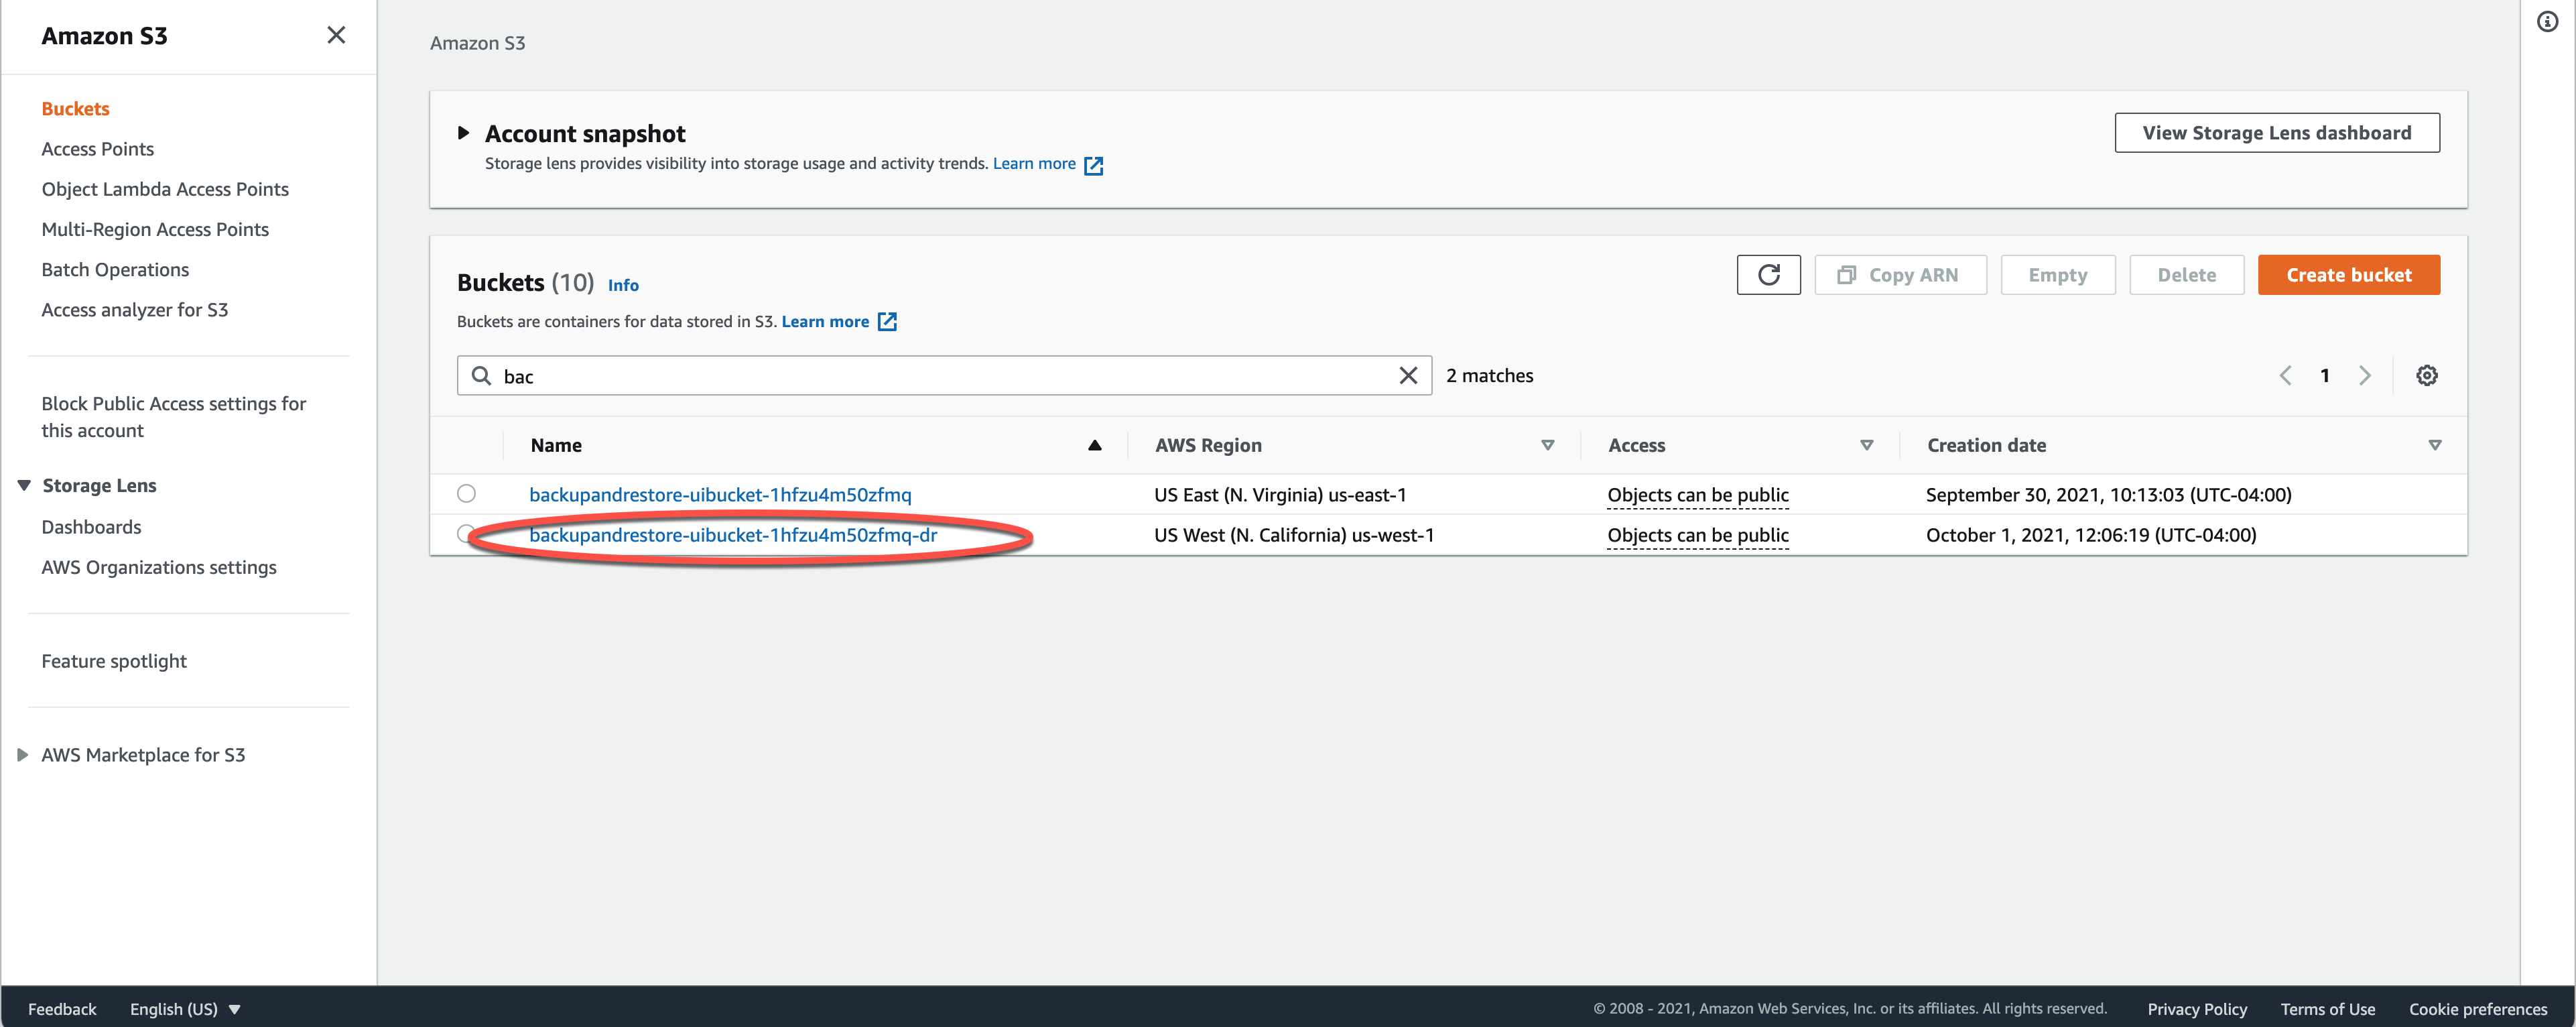 Amazon S3
Buckets
Access Points
Object Lambda Access Points
Multi-Region Access Points
Batch Operations
Access analyzer for S3
Block Public Access settings for
this account
Storage Lens
Dashboards
AWS Organizations settings
Feature spotlight
AWS Marketplace for S3
Amazon S3
Account snapshot
Storage lens provides visibility into storage usage and activity trends. Learn more
View Storage Lens dashboard
Buckets (10) Info
Buckets are containers for data stored in S3. Learn more
Copy ARN Empty Delete Create bucket
bac 2 matches 1
Name AWS Region Access Creation date
backupandrestore-uibucket-1hfzu4m50zfmq US East (N. Virginia) us-east-1 Objects can be public September 30, 2021, 10:13:03 (UTC-04:00)
backupandrestore-uibucket-1hfzu4m50zfmq-dr US West (N. California) us-west-1 Objects can be public October 1, 2021, 12:06:19 (UTC-04:00)
Feedback English (US) © 2008 - 2021, Amazon Web Services, Inc. or its affiliates. All rights reserved. Privacy Policy Terms of Use Cookie preferences